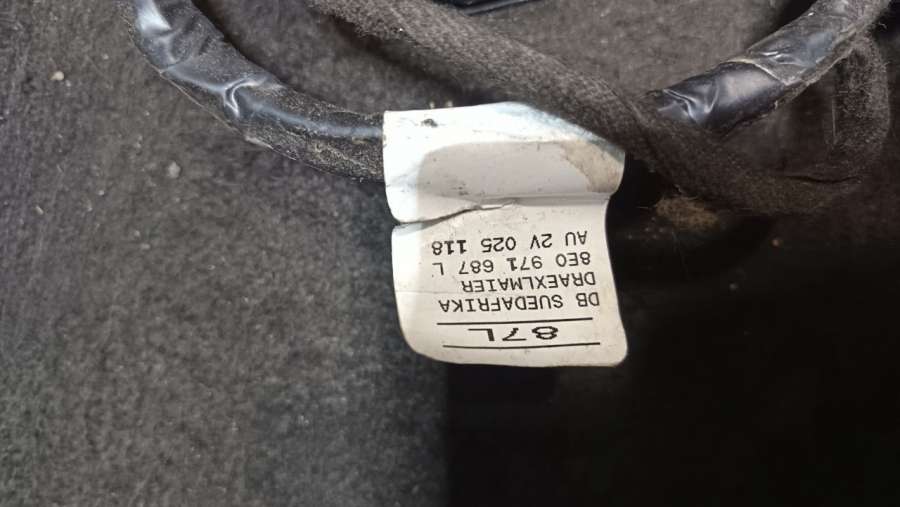 87L
DB SUEDAFRIKA
DRAEXLMAIER
8E0 971 687 L
AU 2V 025 118